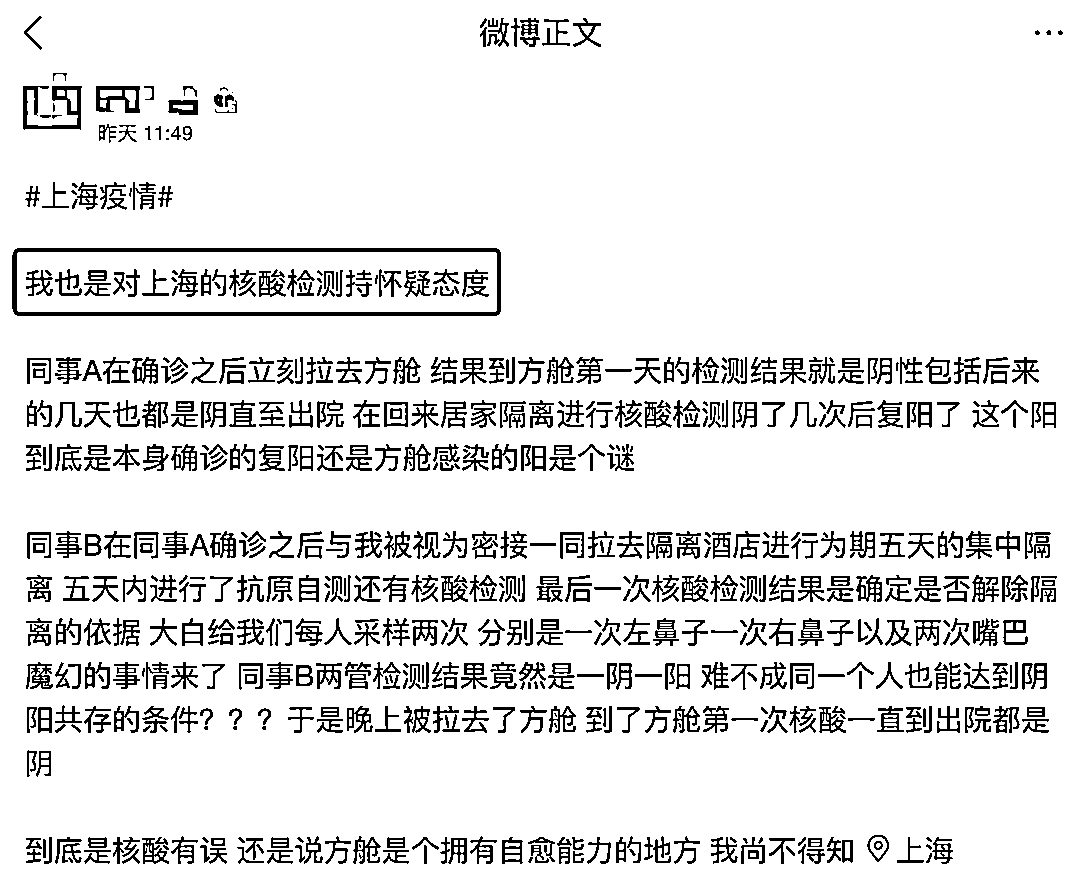 微博正文
昨天 11:49
#上海疫情#
我也是对上海的核酸检测持怀疑态度
同事A在确诊之后立刻拉去方舱 结果到方舱第一天的检测结果就是阴性包括后来
的几天也都是阴直至出院 在回来居家隔离进行核酸检测阴了几次后复阳了 这个阳
到底是本身确诊的复阳还是方舱感染的阳是个谜
同事B在同事A确诊之后与我被视为密接一同拉去隔离酒店进行为期五天的集中隔
离 五天内进行了抗原自测还有核酸检测 最后一次核酸检测结果是确定是否解除隔
离的依据 大白给我们每人采样两次 分别是一次左鼻子一次右鼻子以及两次嘴巴
魔幻的事情来了 同事B两管检测结果竟然是一阴一阳 难不成同一个人也能达到阴
阳共存的条件？？？于是晚上被拉去了方舱 到了方舱第一次核酸一直到出院都是
阴
到底是核酸有误 还是说方舱是个拥有自愈能力的地方 我尚不得知 上海